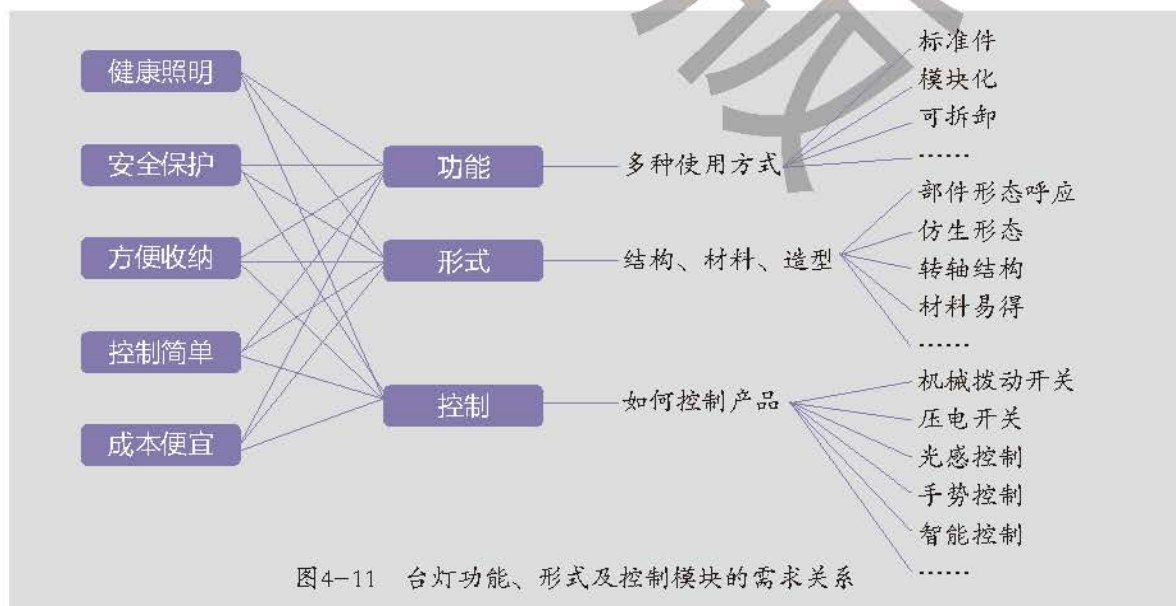 健康照明
安全保护
方便收纳
控制简单
成本便宜
功能
形式
控制
多种使用方式
结构、材料、造型
如何控制产品
标准件
模块化
可拆卸
……
部件形态呼应
仿生形态
转轴结构
材料易得
……
机械拨动开关
压电开关
光感控制
手势控制
智能控制
……
图4-11 台灯功能、形式及控制模块的需求关系